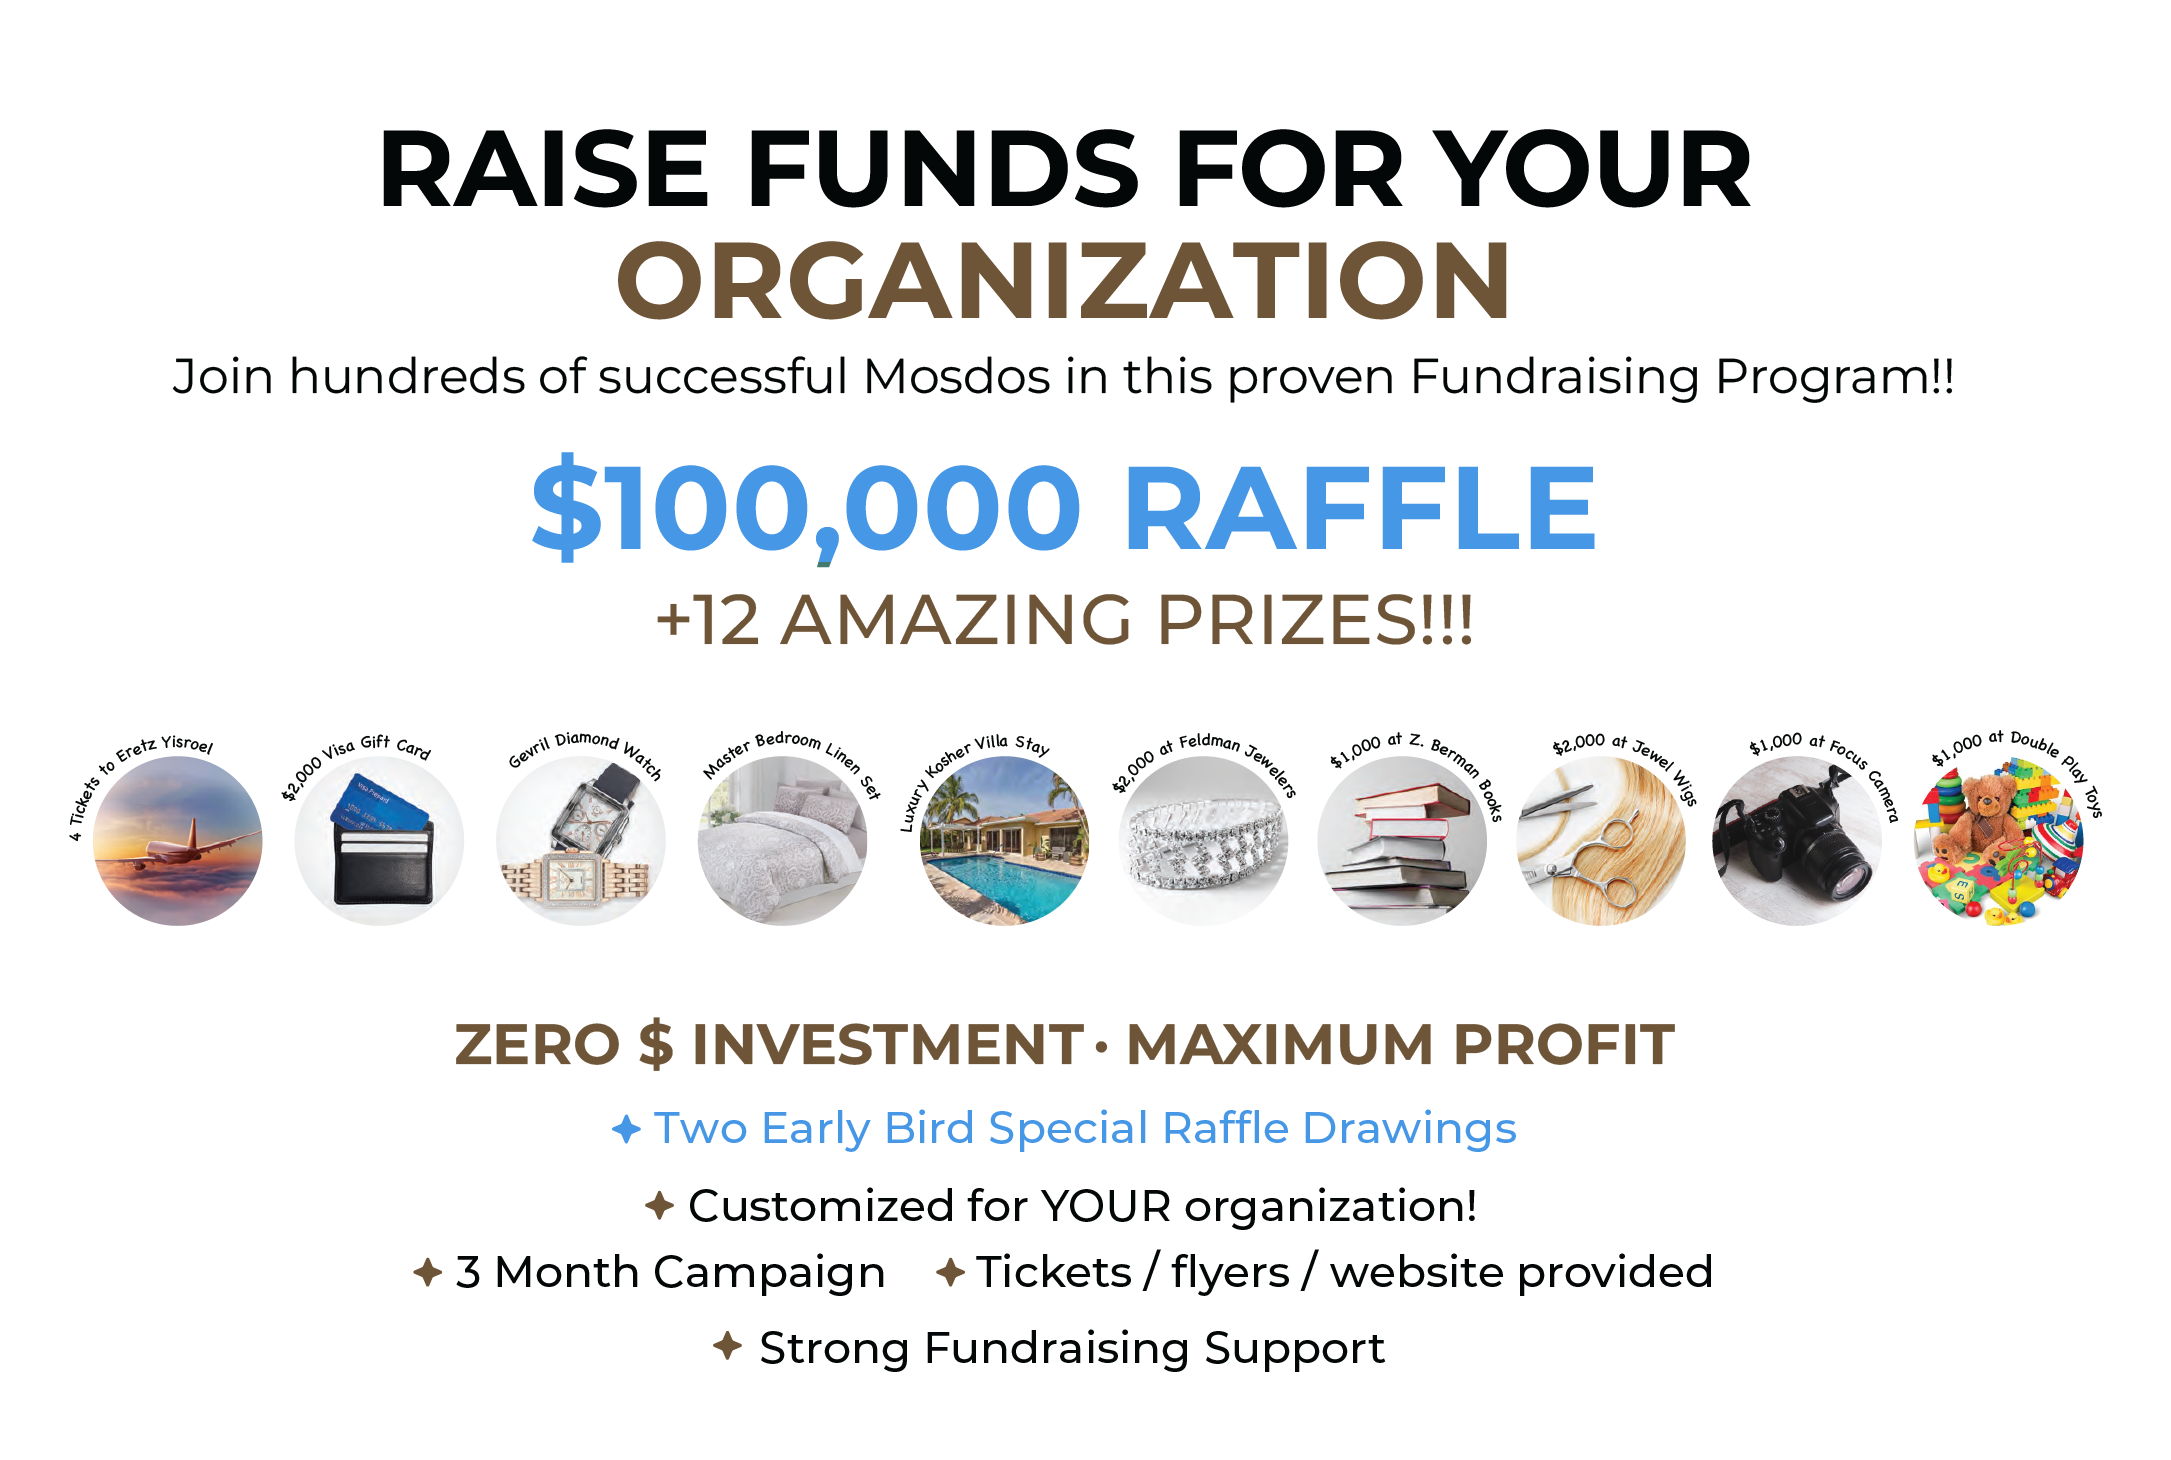 RAISE FUNDS FOR YOUR
ORGANIZATION
Join hundreds of successful Mosdos in this proven Fundraising Program!!
$100,000 RAFFLE
+12 AMAZING PRIZES!!!
4 Tickets to Eretz Yisroel
$2,000 Visa Gift Card
Gevril Diamond Watch
Master Bedroom Linen Set
Luxury Kosher Villa Stay
$2,000 at Feldman Jewelers
$1,000 at Z. Berman Books
$2,000 at Jewel Wigs
$1,000 at Focus Camera
$1,000 at Double Play Toys
Visa Prepaid
ZERO $ INVESTMENT · MAXIMUM PROFIT
Two Early Bird Special Raffle Drawings
Customized for YOUR organization!
3 Month Campaign
Tickets / flyers / website provided
Strong Fundraising Support